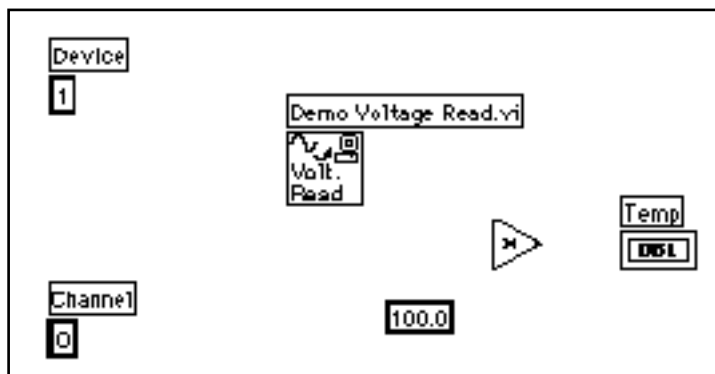 Device
1
Demo Voltage Read.vi
Volt.
Read
Temp
DBL
Channel
0
100.0